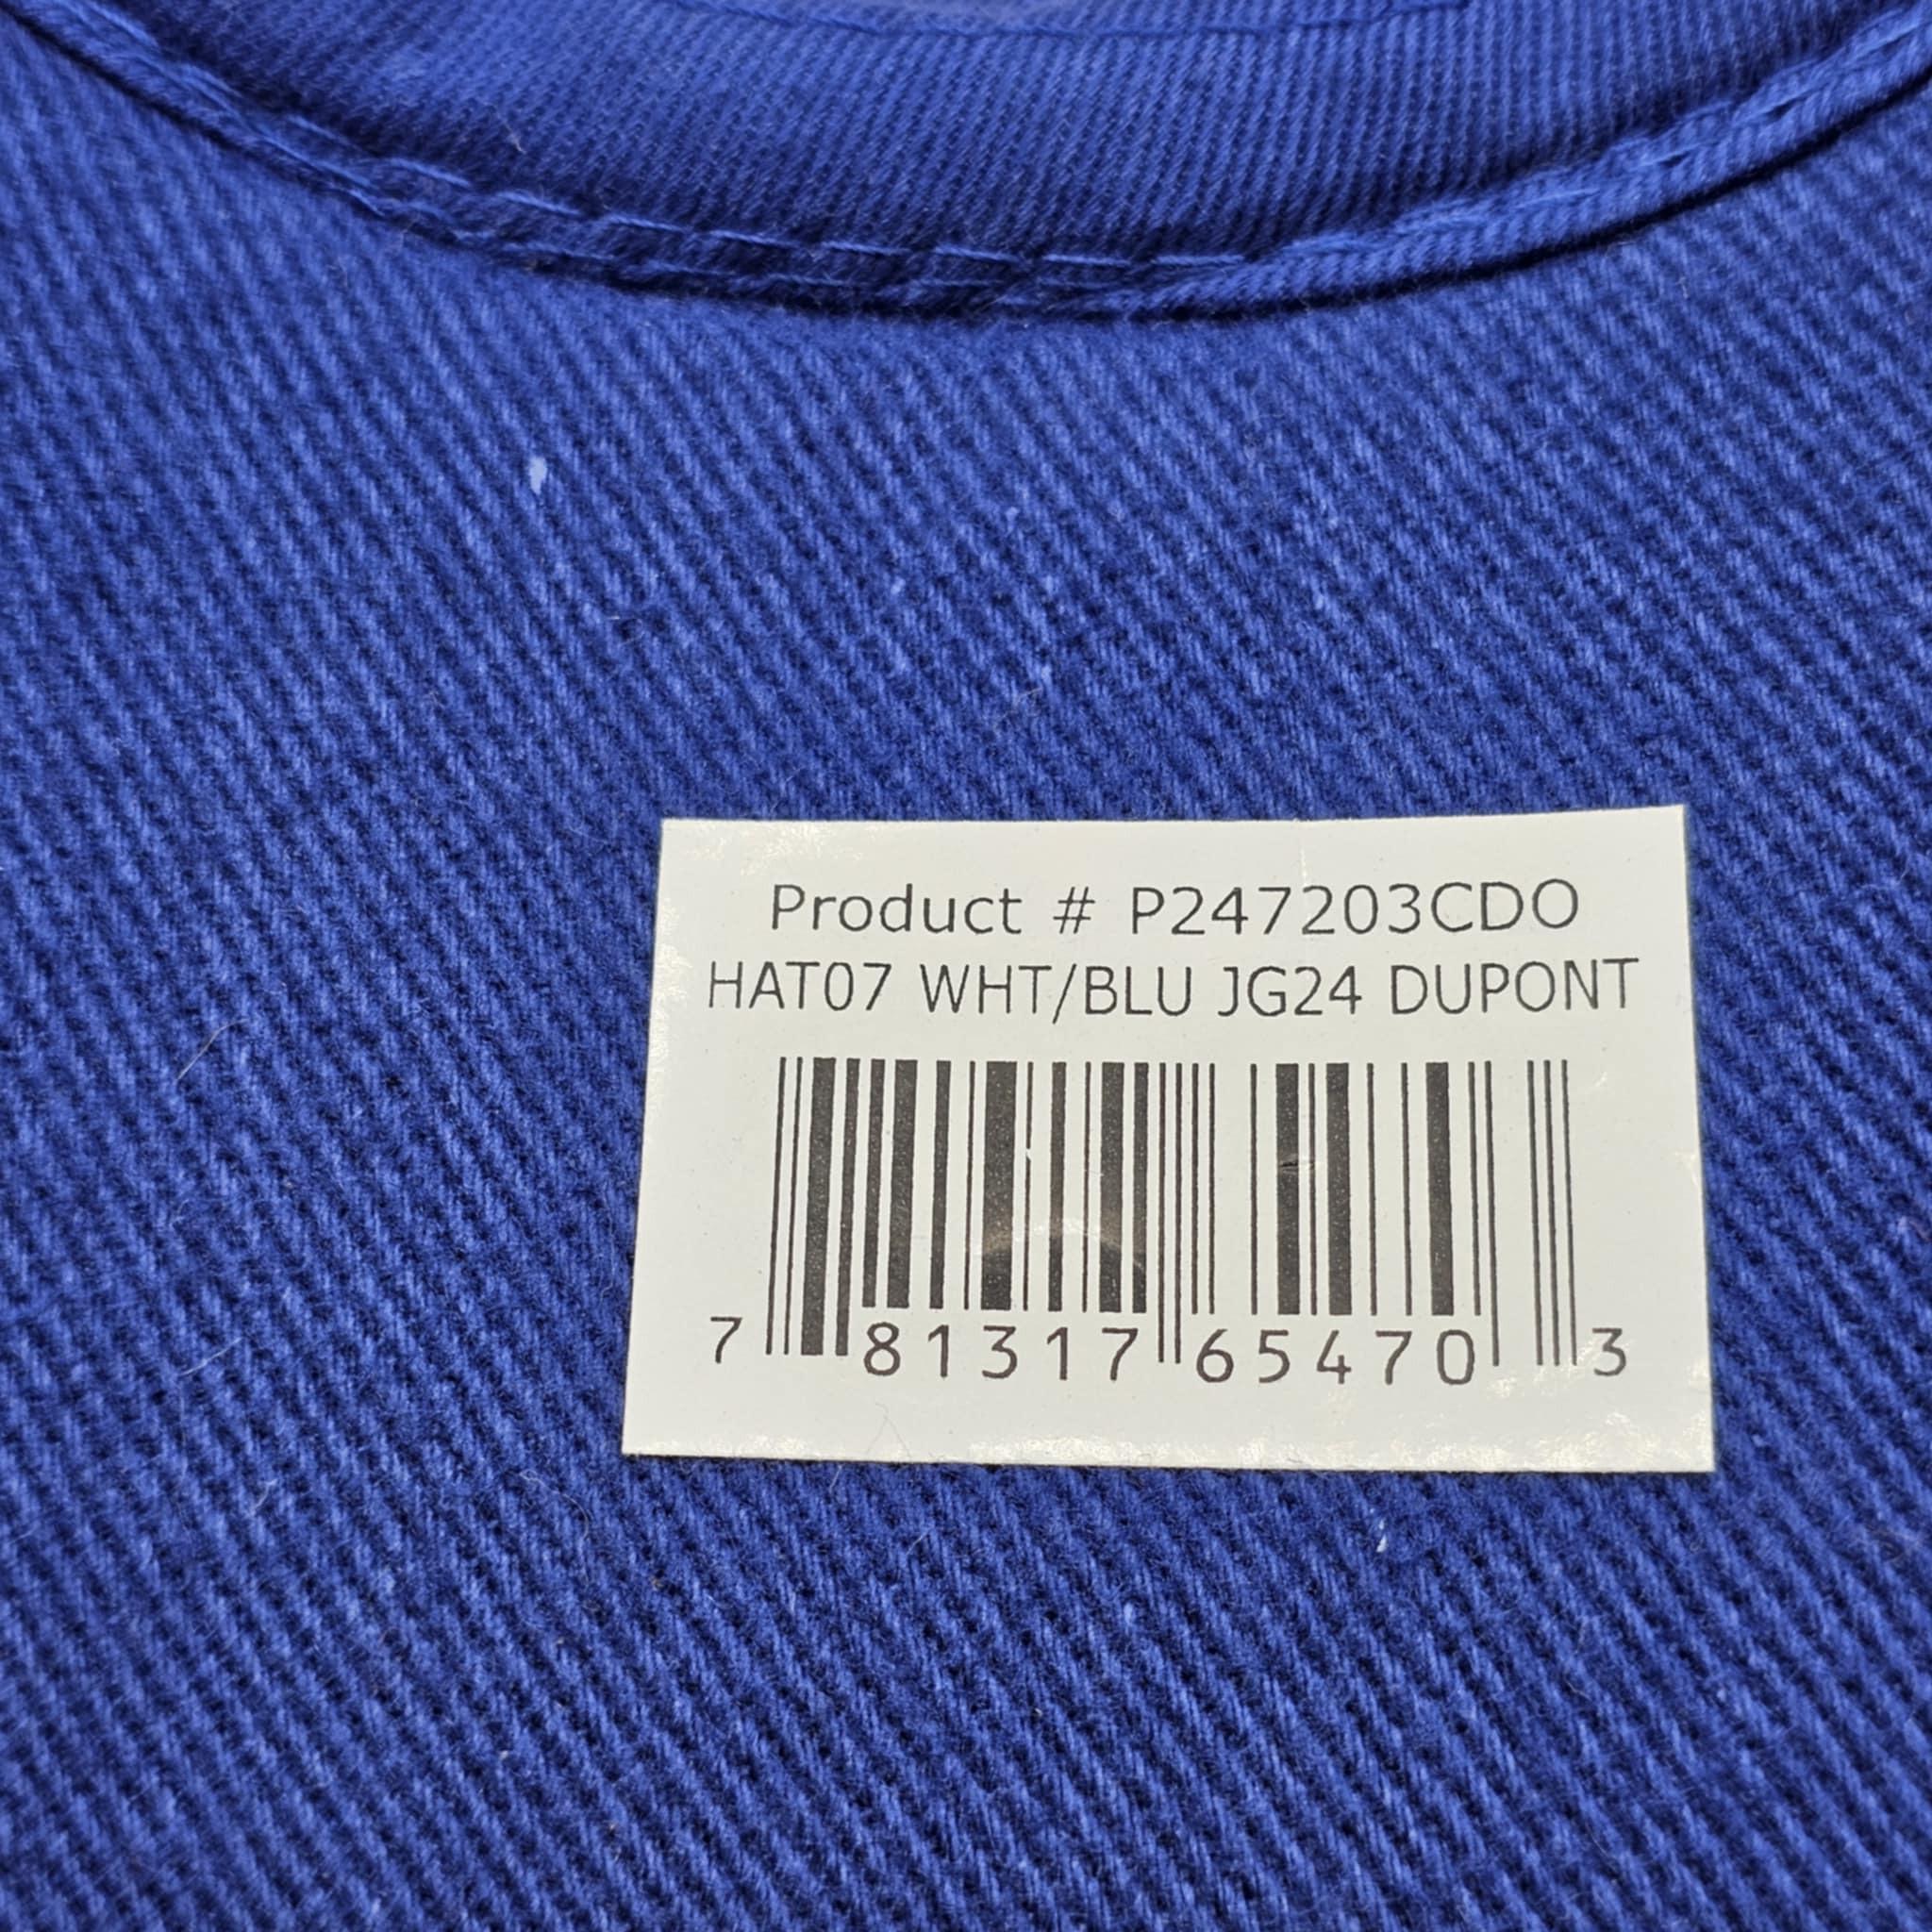 Product # P247203CDO
HAT07 WHT/BLU JG24 DUPONT
7 81317 65470 3